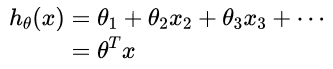 hθ(x) = θ₁ + θ₂x₂ + θ₃x₃ + ⋯
= θᵀx